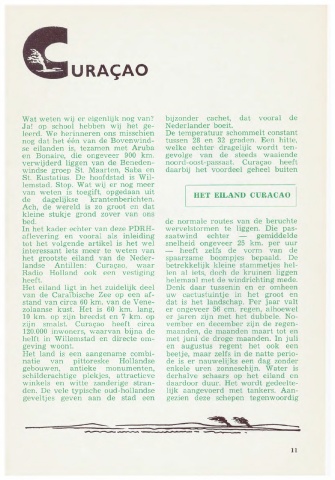 CURAÇAO
Wat weten wij er eigenlijk nog van?
Ja! op school hebben wij het ge-
leerd. We herinneren ons misschien
nog dat het één van de Bovenwind-
se eilanden is, tezamen met Aruba
en Bonaire, die ongeveer 900 km.
verwijderd liggen van de Beneden-
windse groep St. Maarten, Saba en
St. Eustatius. De hoofdstad is Wil-
lemstad. Stop. Wat wij er nog meer
van weten is toegift, opgedaan uit
de dagelijkse krantenberichten.
Ach, de wereld is zo groot en dat
kleine stukje grond zover van ons
bed.
In het kader echter van deze PDRH-
aflevering en vooral als inleiding
tot het volgende artikel is het wel
interessant iets meer te weten van
het grootste eiland van de Neder-
landse Antillen: Curaçao, waar
Radio Holland ook een vestiging
heeft.
Het eiland ligt in het zuidelijk deel
van de Caraïbische Zee op een af-
stand van circa 60 km. van de Vene-
zolaanse kust. Het is 60 km. lang,
10 km op zijn breedst en 7 km. op
zijn smalst. Curaçao heeft circa
120.000 inwoners, waarvan bijna de
helft in Willemstad en directe om-
geving woont.
Het land is een aangename combi-
natie van pittoreske Hollandse
gebouwen, antieke monumenten,
schilderachtige plekjes, attractieve
winkels en witte zanderige stran-
den. De vele typische oud-hollandse
geveltjes geven aan de stad een
bijzonder cachet, dat vooral de
Nederlander boeit.
De temperatuur schommelt constant
tussen 28 en 32 graden. Een hitte,
welke echter dragelijk wordt tem-
gevolge van de steeds waaiende
noord-oost-passaat. Curaçao heeft
daarbij het voordeel geheel buiten
HET EILAND CURACAO
de normale routes van de beruchte
wervelstormen te liggen. Die pas-
saatwind echter — gemiddelde
snelheid ongeveer 25 km. per uur
— heeft zelfs de vorm van de
spaarzame boompjes bepaald. De
betrekkelijk kleine stammetjes hel-
len al iets, doch de kruinen liggen
helemaal met de windrichting mede.
Denk daar tussenin en er omheen
uw cactustuintje in het groot en
dat is het landschap. Per jaar valt
er ongeveer 56 cm. regen, alhoewel
er jaren zijn met het dubbele. No-
vember en december zijn de regen-
maanden, de maanden maart tot en
met juni de droge maanden. In juli
en augustus regent het ook een
beetje, maar zelfs in de natte perio-
de is er nauwelijks een dag zonder
enkele uren zonneschijn. Water is
derhalve schaars op het eiland en
daardoor duur. Het wordt gedeelte-
lijk aangevoerd met tankers. Aan-
gezien deze schepen tegenwoordig
11